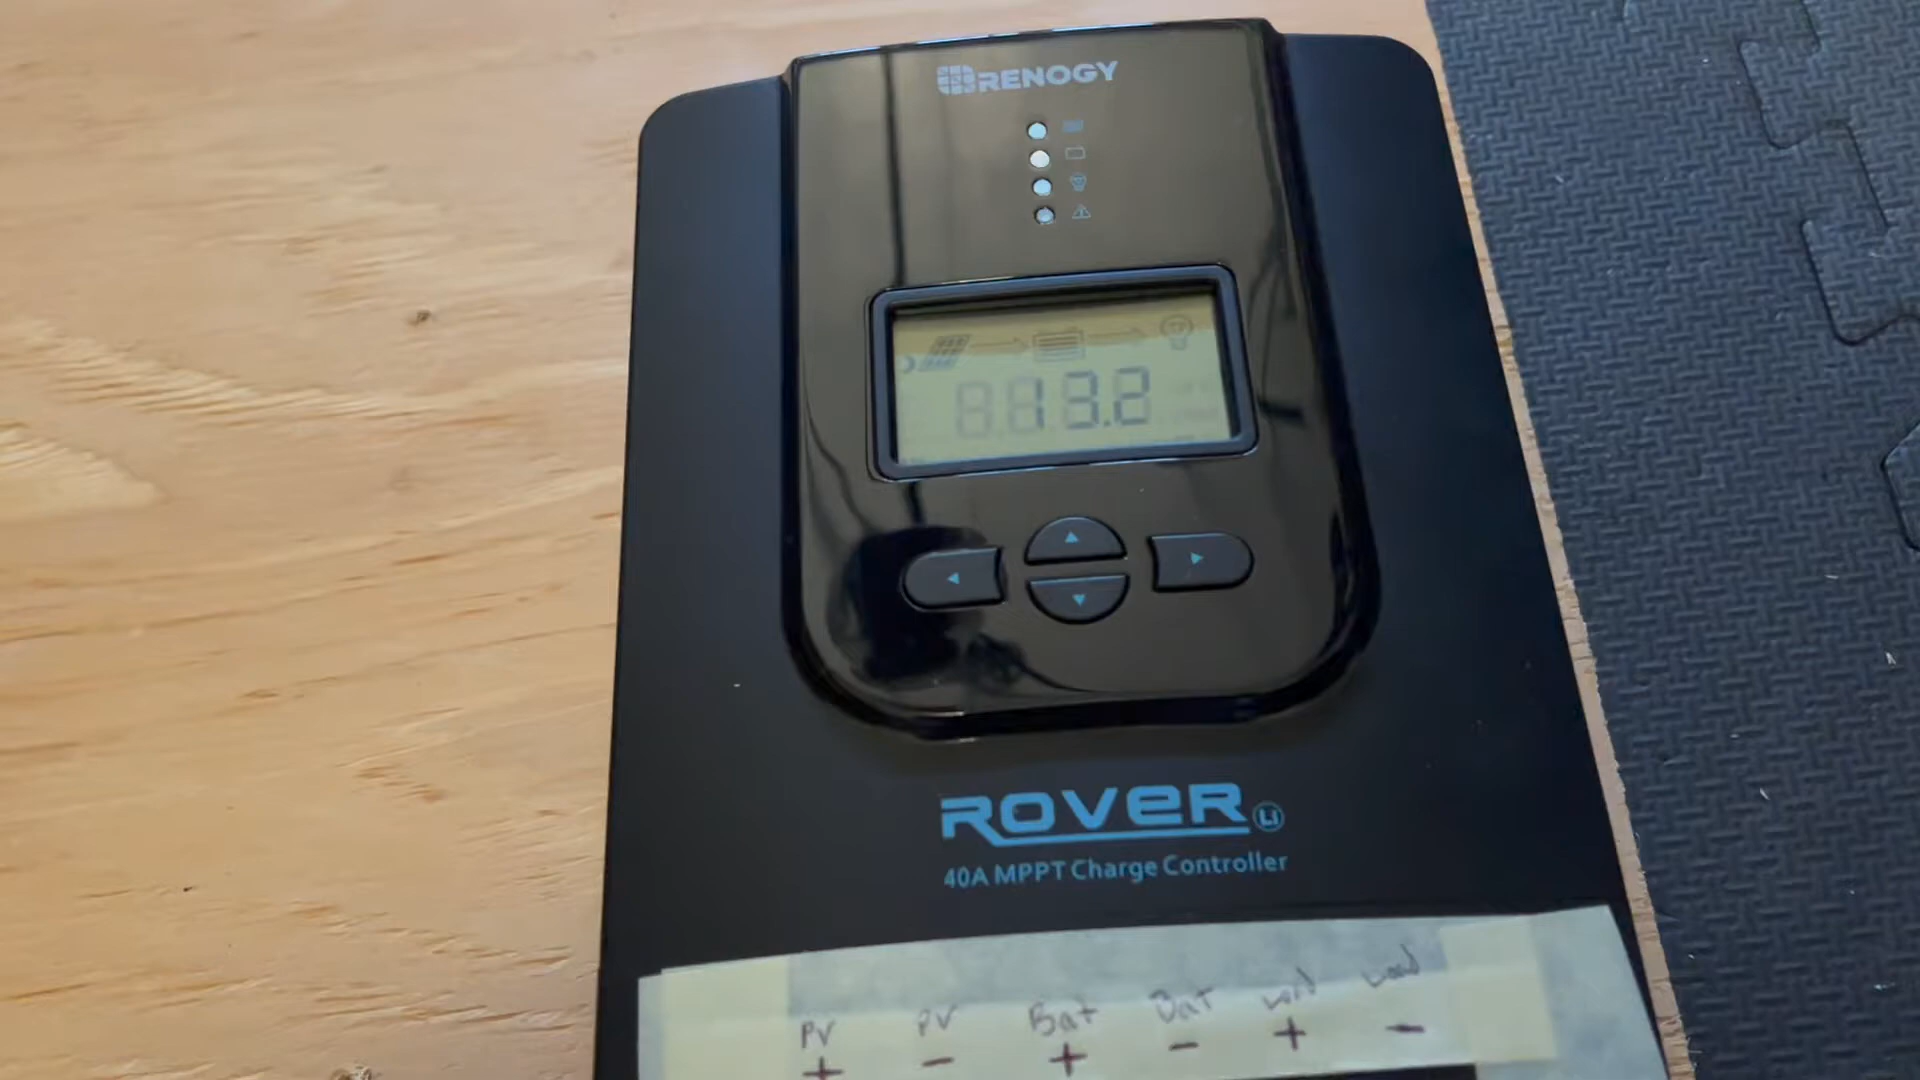 RENOGY
13.2
ROVER Li
40A MPPT Charge Controller
PV PV Bat Bat Load Load
+ - + - + -